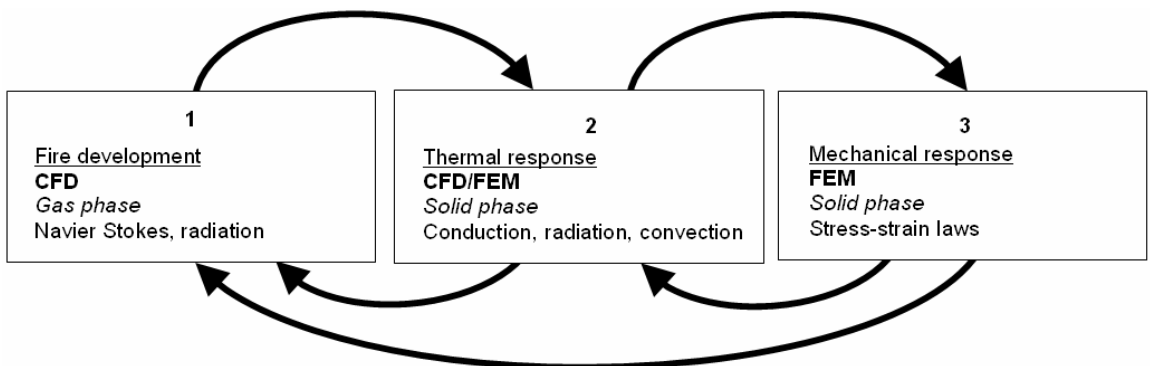 1
Fire development
CFD
Gas phase
Navier Stokes, radiation
2
Thermal response
CFD/FEM
Solid phase
Conduction, radiation, convection
3
Mechanical response
FEM
Solid phase
Stress-strain laws